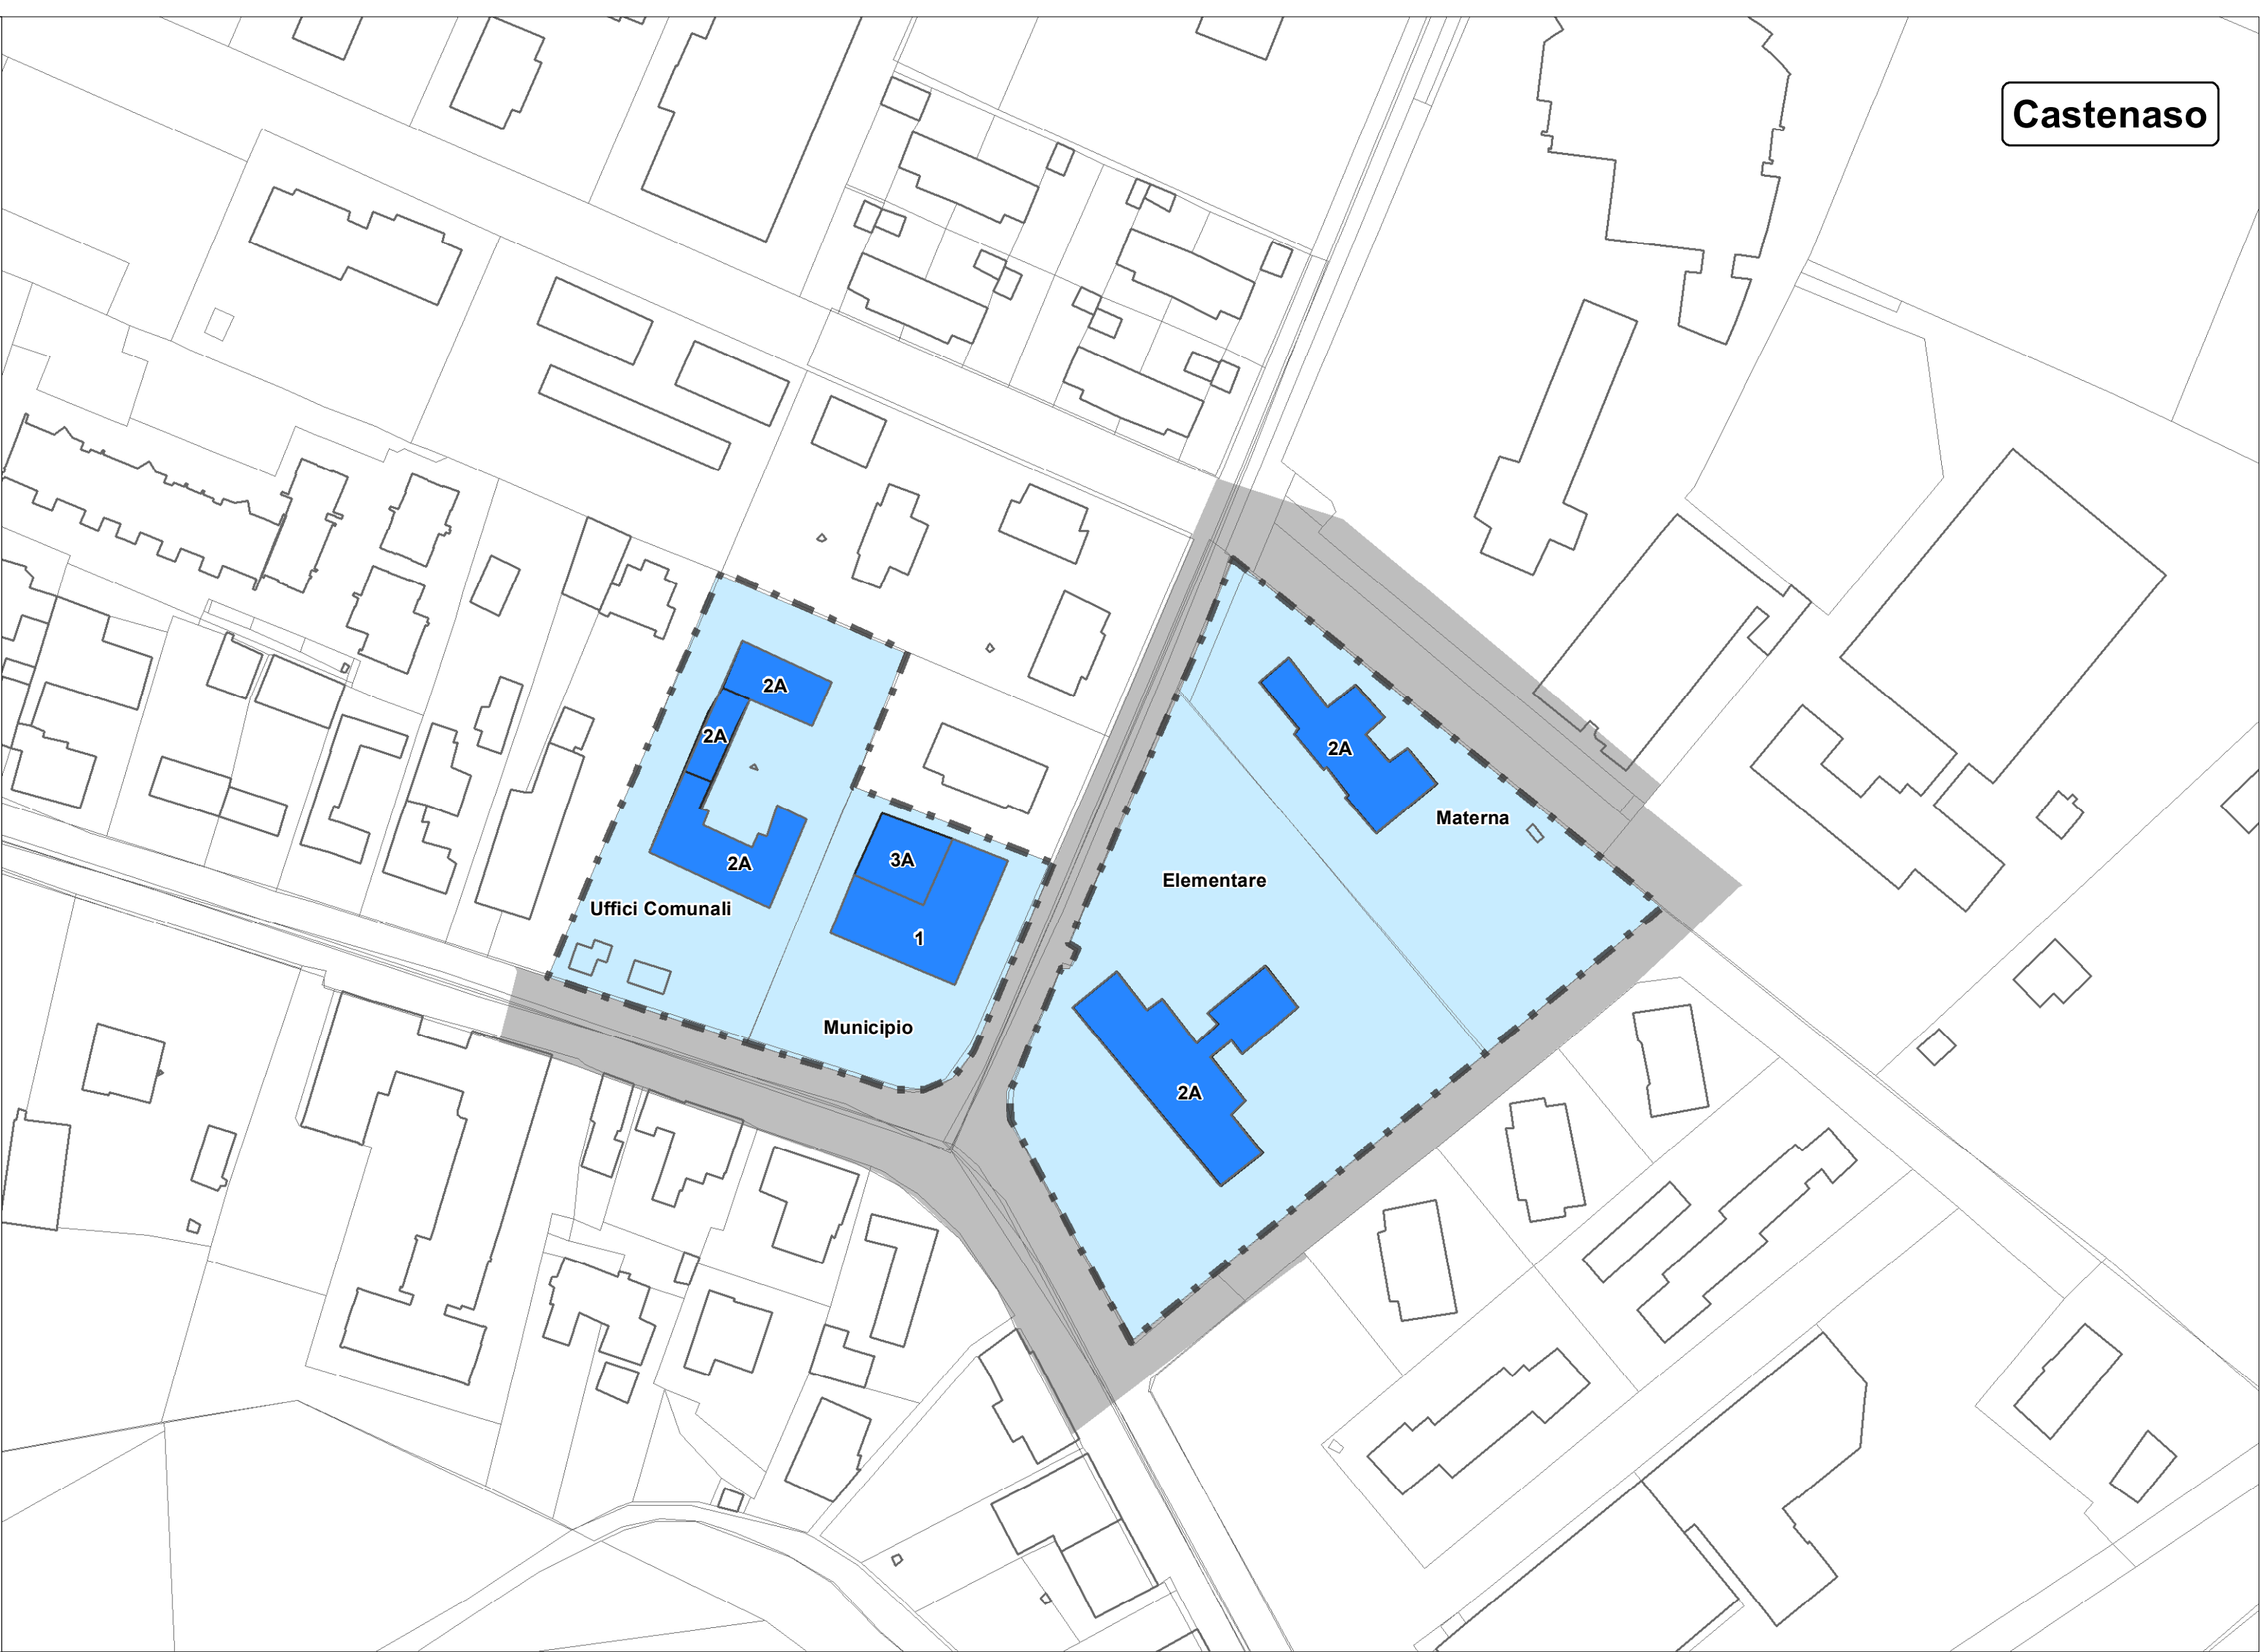 Castenaso
2A
2A
2A
Materna
3A
2A
Elementare
Uffici Comunali
1
Municipio
2A